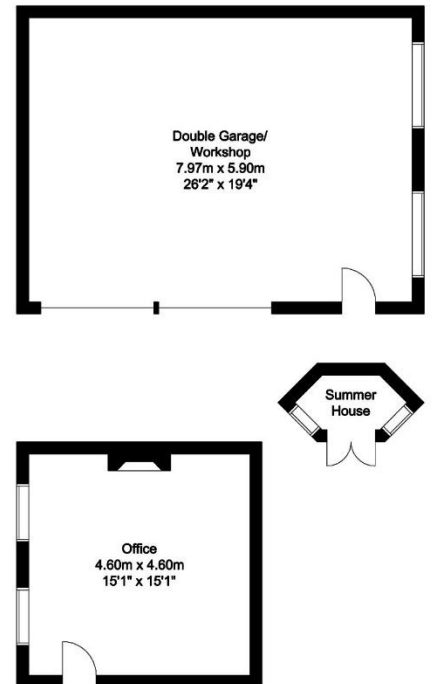 Double Garage/
Workshop
7.97m x 5.90m
26'2" x 19'4"
Summer
House
Office
4.60m x 4.60m
15'1" x 15'1"